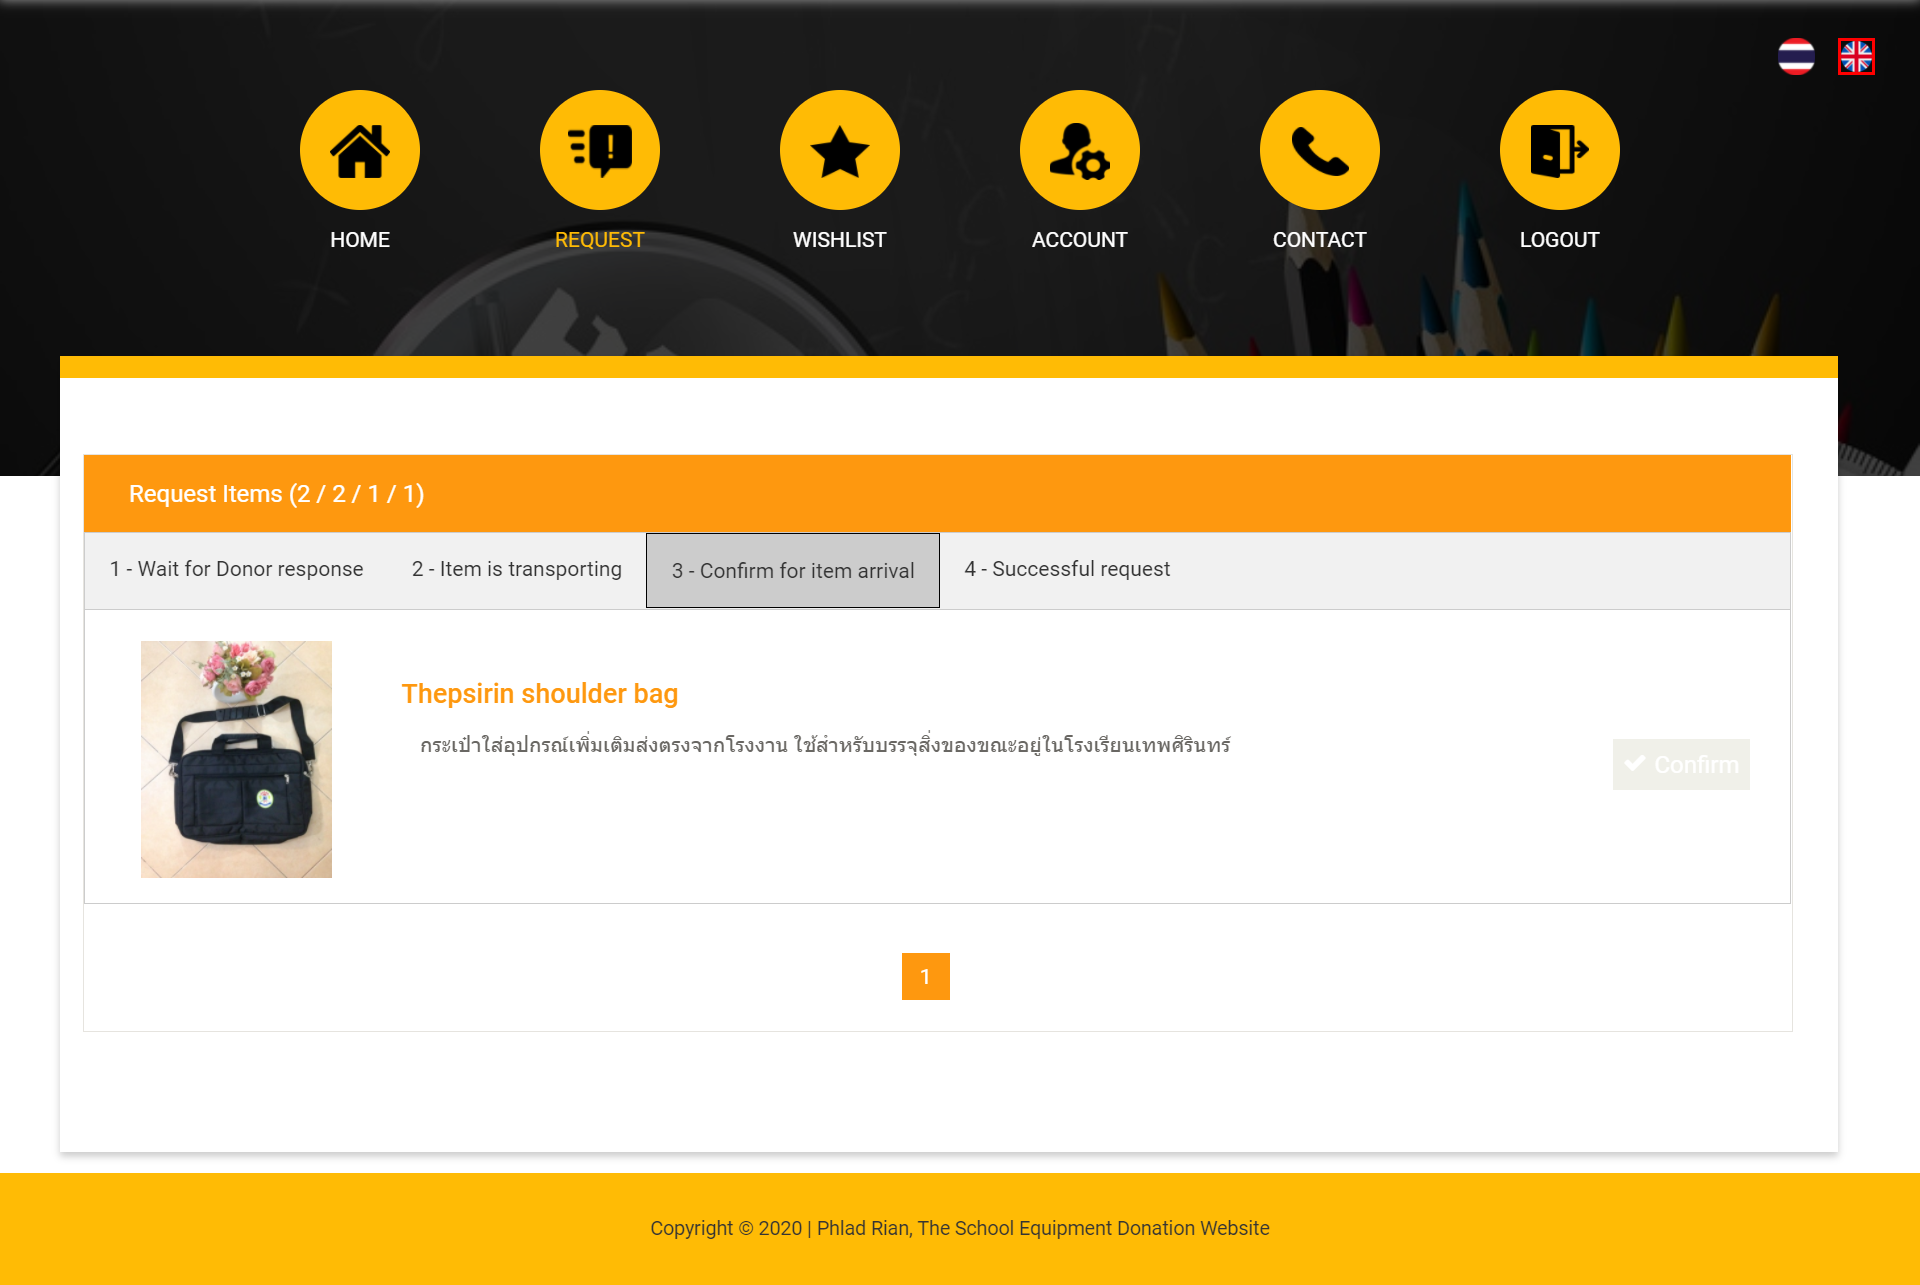 HOME
REQUEST
WISHLIST
ACCOUNT
CONTACT
LOGOUT
Request Items (2 / 2 / 1 / 1)
1 - Wait for Donor response
2 - Item is transporting
3 - Confirm for item arrival
4 - Successful request
Thepsirin shoulder bag
กระเป๋าใส่อุปกรณ์เพิ่มเติมส่งตรงจากโรงงาน ใช้สำหรับบรรจุสิ่งของขณะอยู่ในโรงเรียนเทพศิรินทร์
Confirm
1
Copyright © 2020 | Phlad Rian, The School Equipment Donation Website